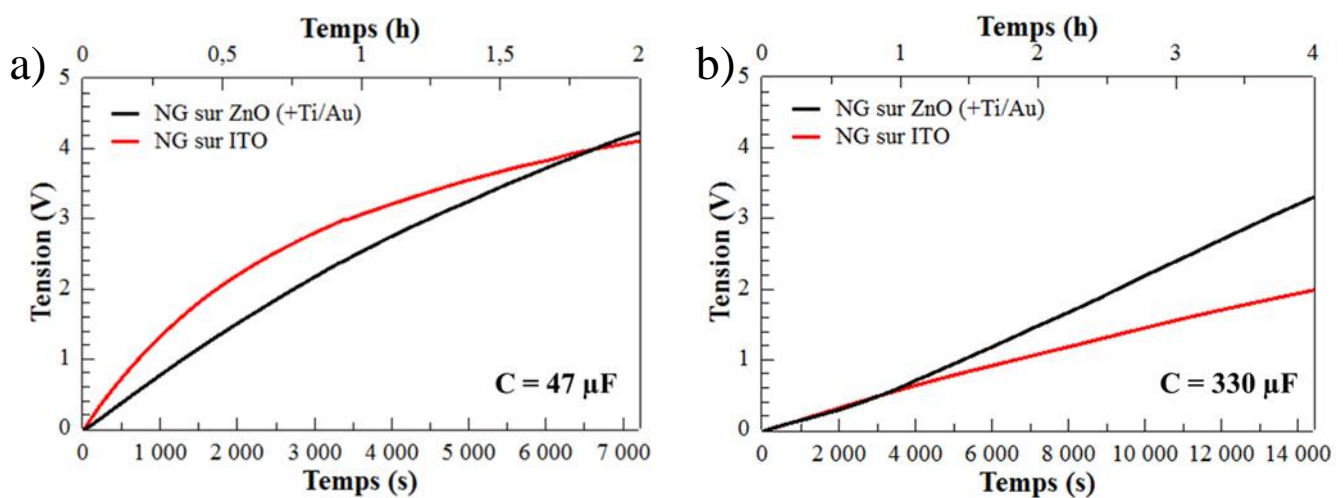 a)
Temps (h)
0 0,5 1 1,5 2
Tension (V)
5
4
3
2
1
0
NG sur ZnO (+Ti/Au)
NG sur ITO
C = 47 µF
0 1 000 2 000 3 000 4 000 5 000 6 000 7 000
Temps (s)
b)
Temps (h)
0 1 2 3 4
Tension (V)
5
4
3
2
1
0
NG sur ZnO (+Ti/Au)
NG sur ITO
C = 330 µF
0 2 000 4 000 6 000 8 000 10 000 12 000 14 000
Temps (s)